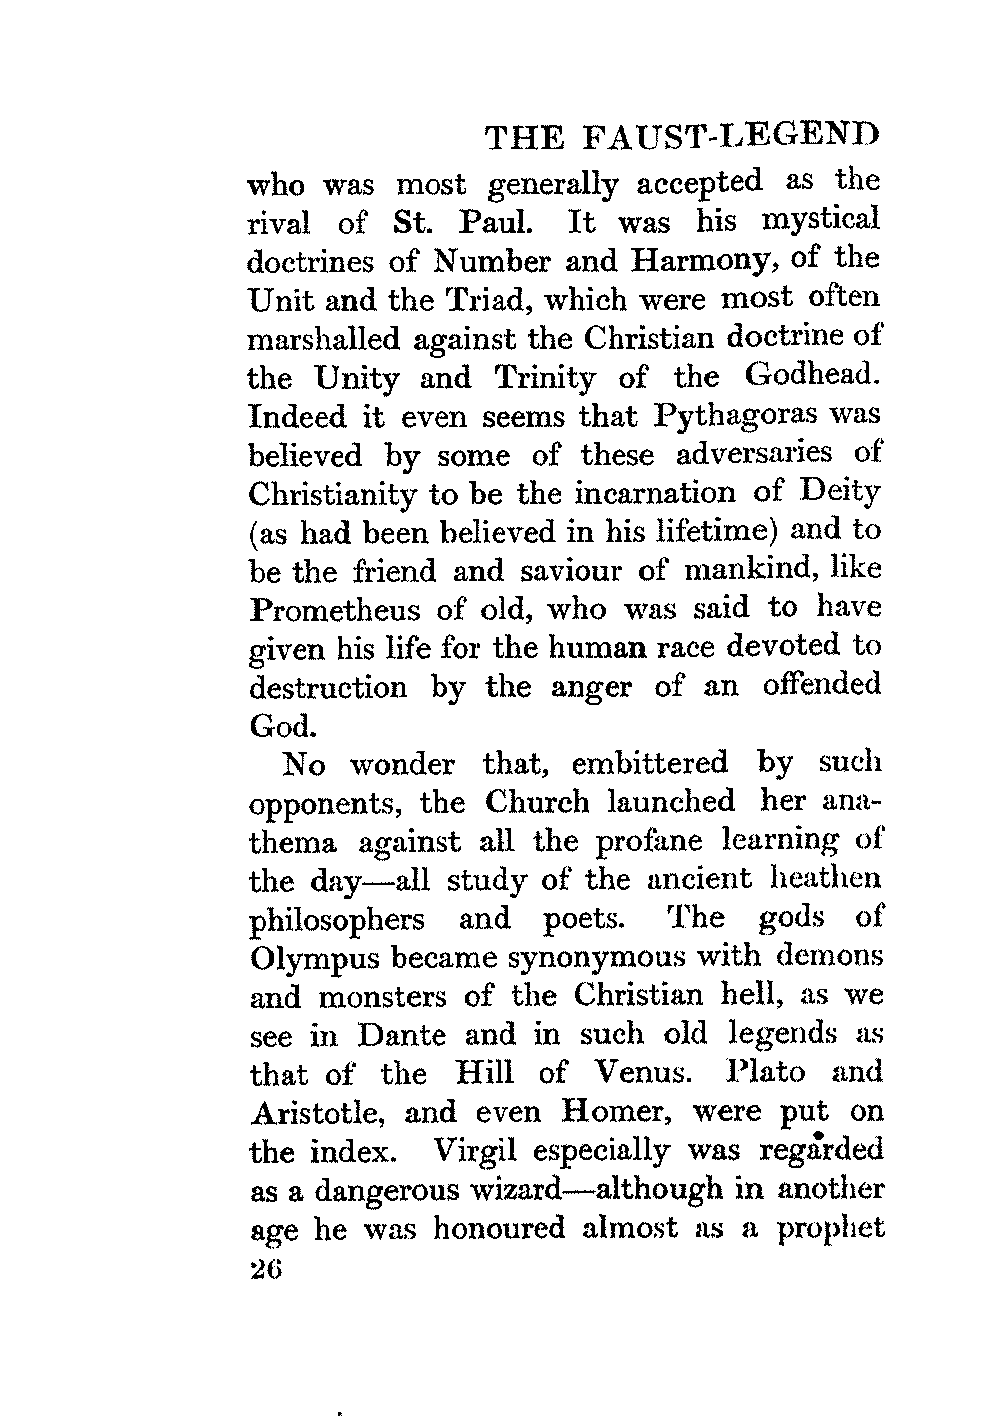 THE FAUST-LEGEND
who was most generally accepted as the
rival of St. Paul. It was his mystical
doctrines of Number and Harmony, of the
Unit and the Triad, which were most often
marshalled against the Christian doctrine of
the Unity and Trinity of the Godhead.
Indeed it even seems that Pythagoras was
believed by some of these adversaries of
Christianity to be the incarnation of Deity
(as had been believed in his lifetime) and to
be the friend and saviour of mankind, like
Prometheus of old, who was said to have
given his life for the human race devoted to
destruction by the anger of an offended
God.
No wonder that, embittered by such
opponents, the Church launched her ana-
thema against all the profane learning of
the day—all study of the ancient heathen
philosophers and poets. The gods of
Olympus became synonymous with demons
and monsters of the Christian hell, as we
see in Dante and in such old legends as
that of the Hill of Venus. Plato and
Aristotle, and even Homer, were put on
the index. Virgil especially was regarded
as a dangerous wizard—although in another
age he was honoured almost as a prophet
26